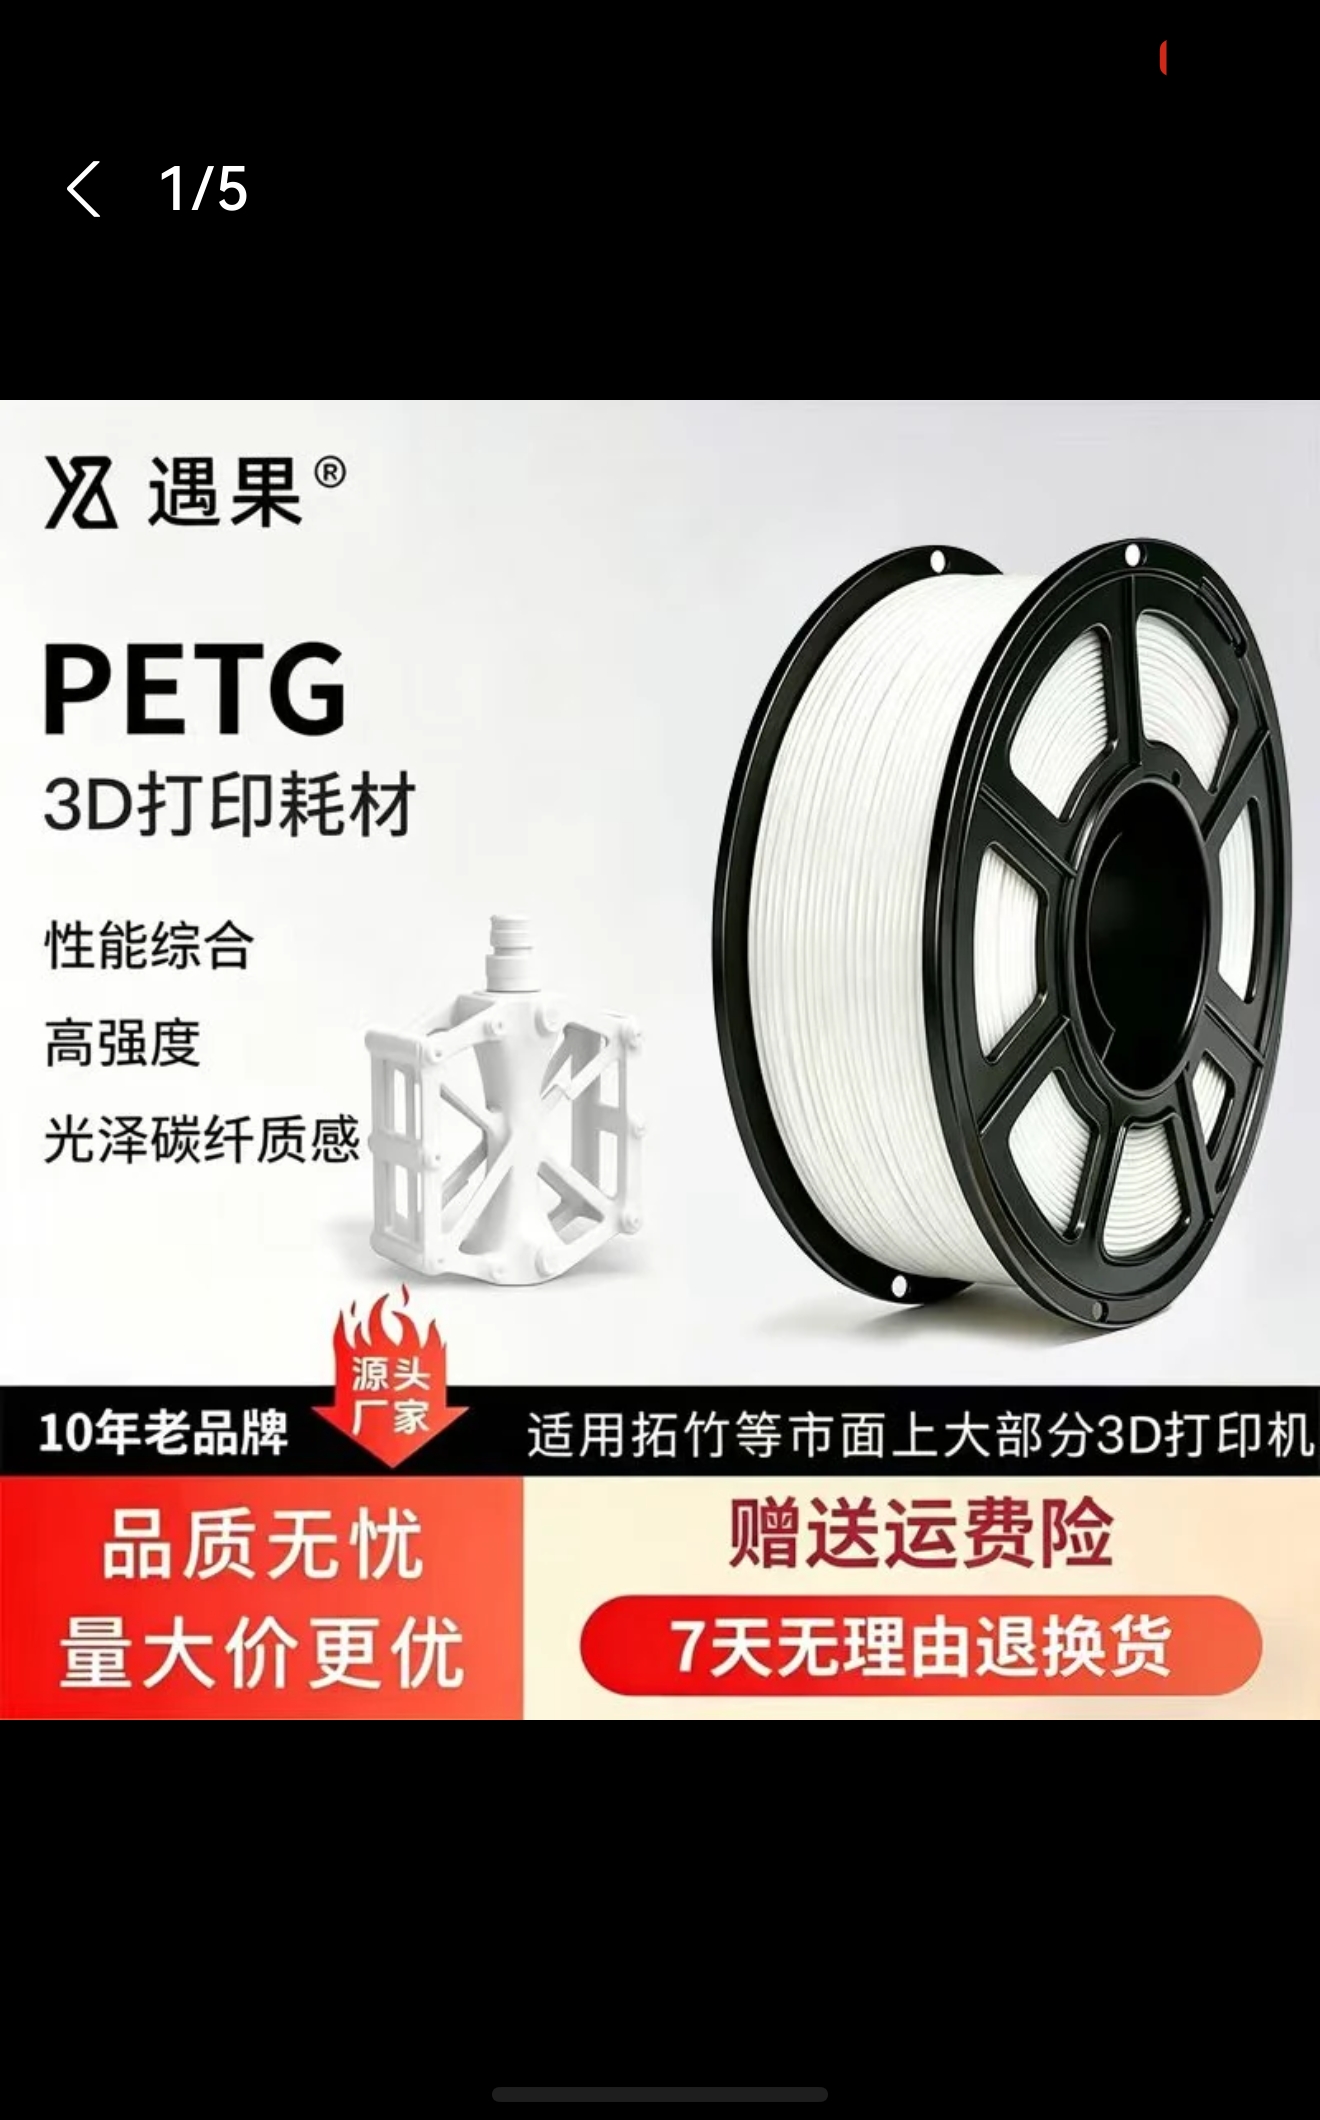 1/5
遇果®
PETG
3D打印耗材
性能综合
高强度
光泽碳纤质感
源头
厂家
10年老品牌
适用拓竹等市面上大部分3D打印机
品质无忧
量大价更优
赠送运费险
7天无理由退换货